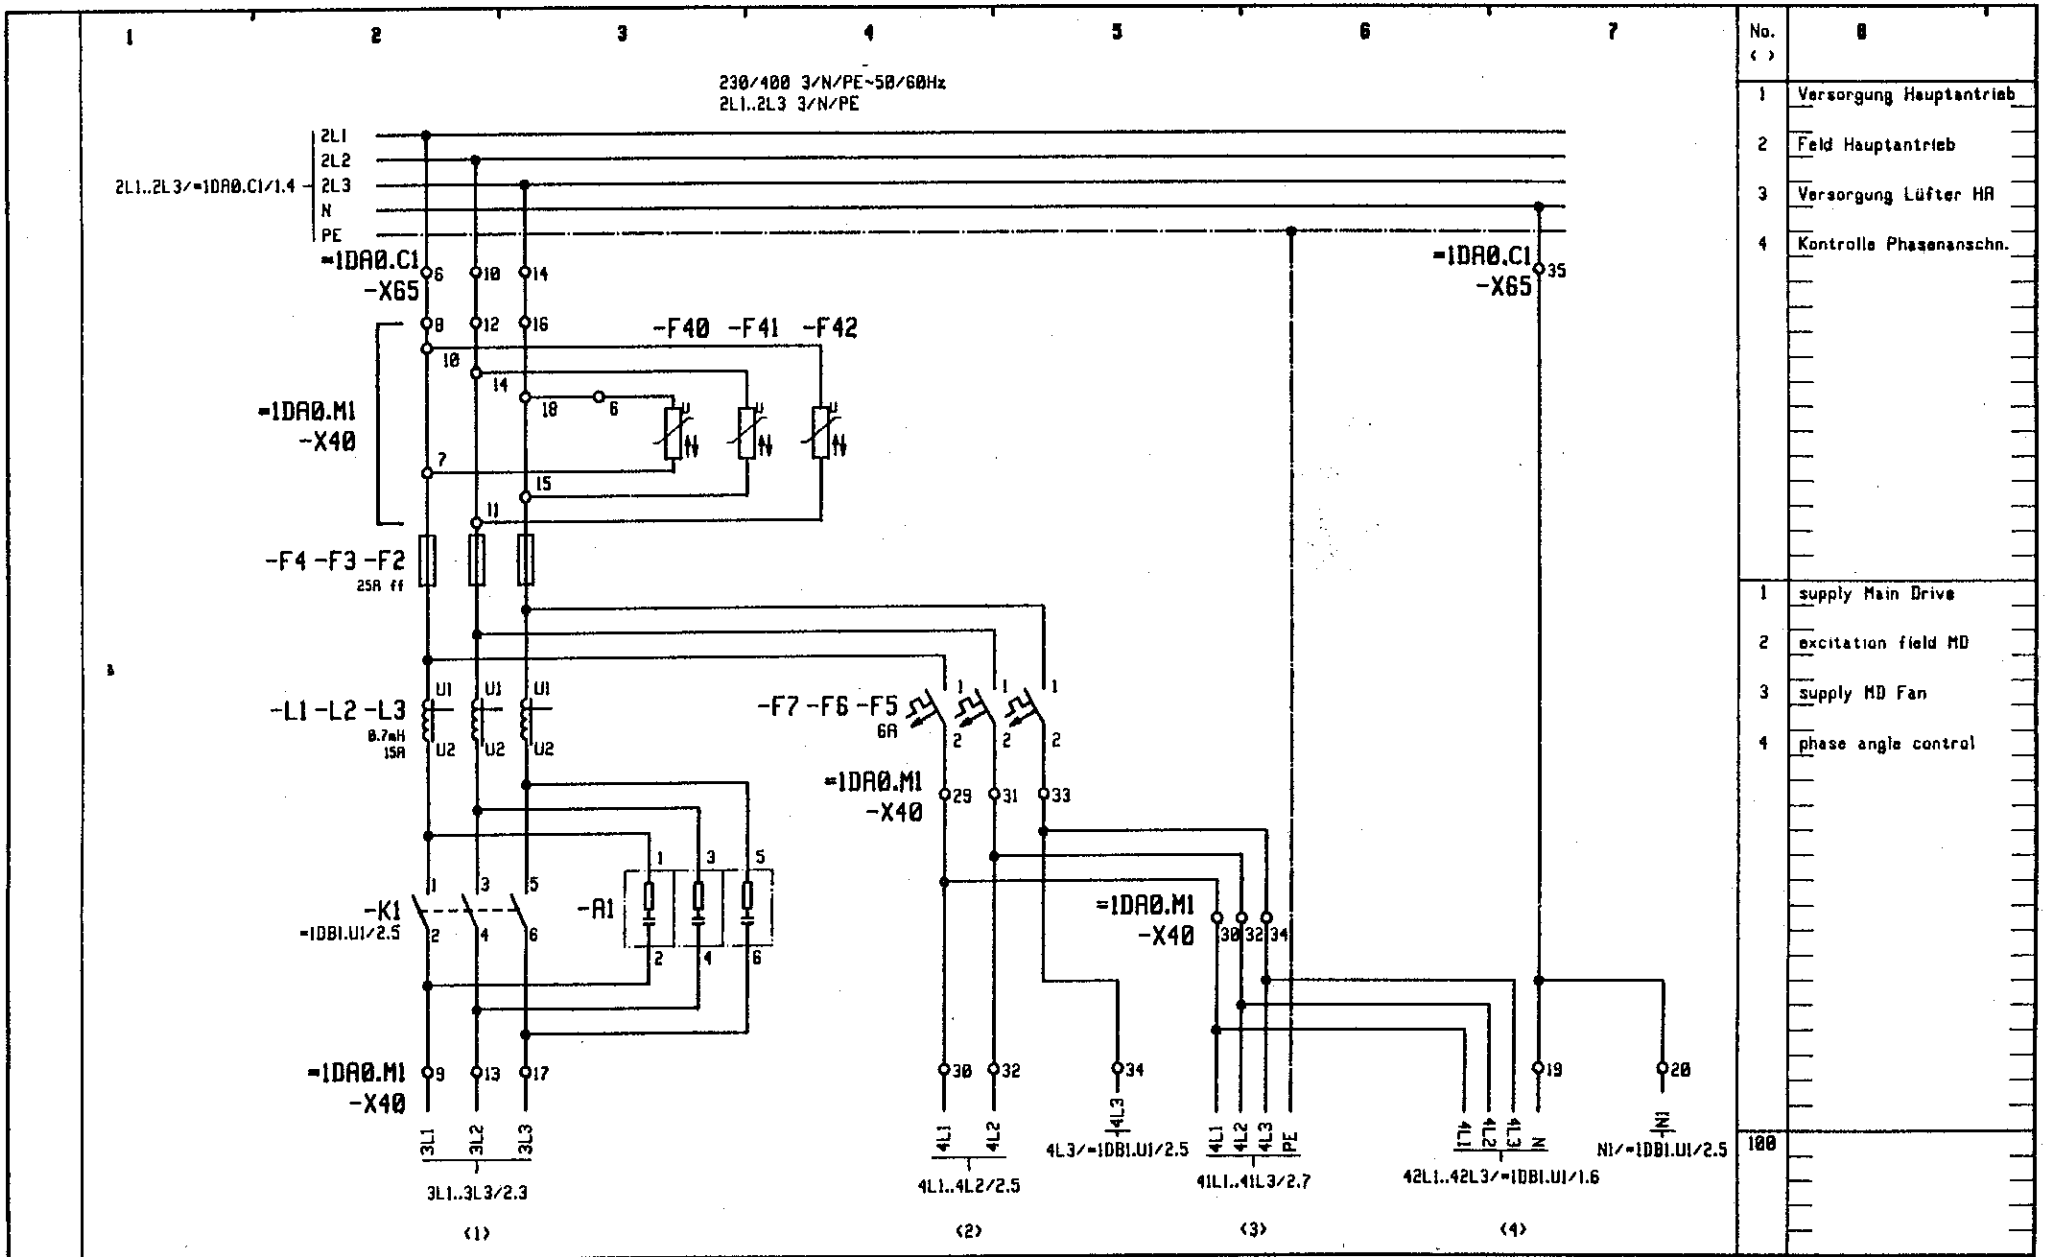 1 2 3 4 5 6 7 No. 8
< >
230/400 3/N/PE~50/60Hz
2L1..2L3 3/N/PE
2L1
2L2
2L1..2L3/=1DA0.C1/1.4 2L3
N
PE
=1DA0.C1
-X65
6 10 14
=1DA0.C1
-X65
35
8 12 16
-F40 -F41 -F42
10
14
18 6
U U U
=1DA0.M1
-X40
7
15
11
-F4 -F3 -F2
25A ff
-L1 -L2 -L3
0.7mH
15A
U1 U1 U1
U2 U2 U2
-F7 -F6 -F5
6A
1 1 1
2 2 2
=1DA0.M1
-X40
29 31 33
1 3 5
-K1
=1DB1.U1/2.5
1 3 5
2 4 6
-A1
2 4 6
=1DA0.M1
-X40
30 32 34
=1DA0.M1
-X40
9 13 17
30 32 34 19 20
3L1 3L2 3L3
4L1 4L2
4L3
4L1 4L2 4L3 PE
4L1 4L2 4L3 N
N1
3L1..3L3/2.3
4L1..4L2/2.5
4L3/=1DB1.U1/2.5
41L1..41L3/2.7
42L1..42L3/=1DB1.U1/1.6
N1/=1DB1.U1/2.5
<1> <2> <3> <4>
1 Versorgung Hauptantrieb
2 Feld Hauptantrieb
3 Versorgung Lüfter HA
4 Kontrolle Phasenanschn.
1 supply Main Drive
2 excitation field MD
3 supply MD Fan
4 phase angle control
100